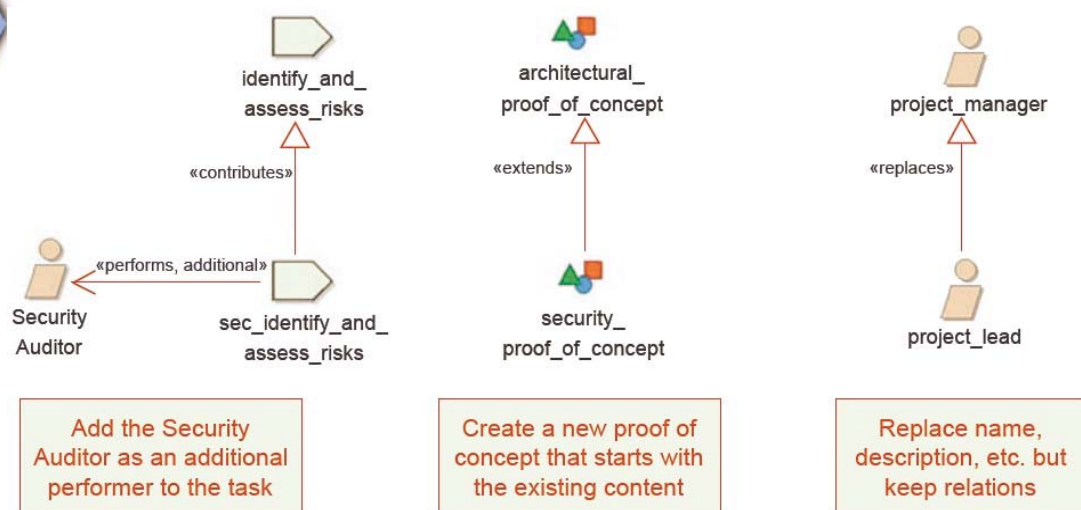 identify_and_
assess_risks
«contributes»
«performs, additional»
Security
Auditor
sec_identify_and_
assess_risks
Add the Security
Auditor as an additional
performer to the task
architectural_
proof_of_concept
«extends»
security_
proof_of_concept
Create a new proof of
concept that starts with
the existing content
project_manager
«replaces»
project_lead
Replace name,
description, etc. but
keep relations